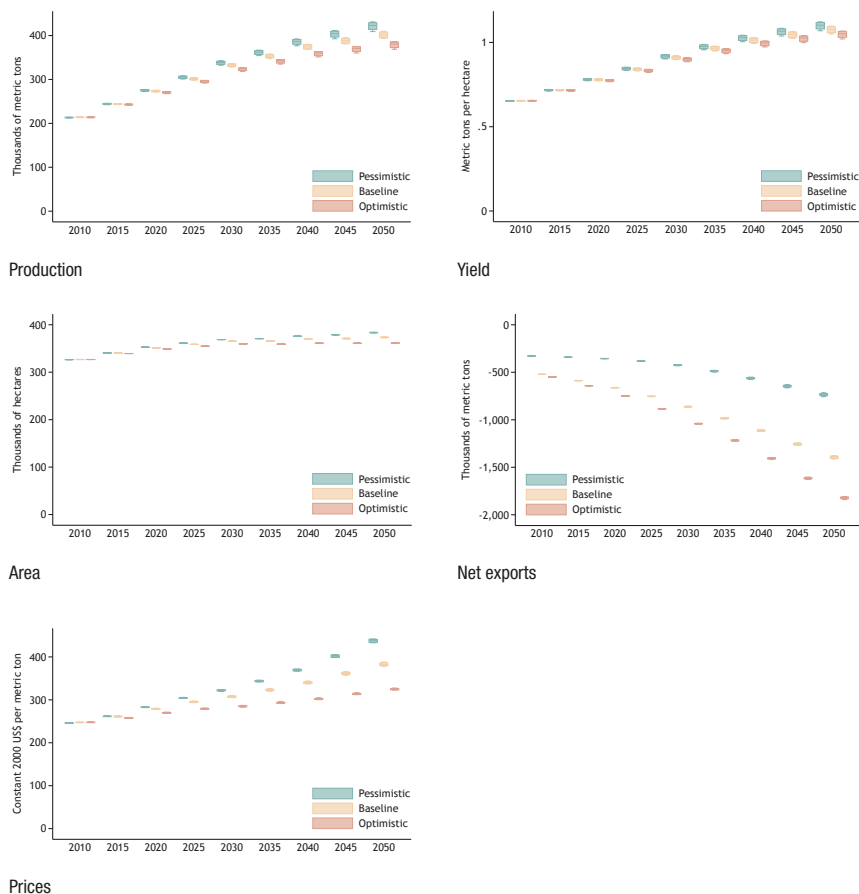 Thousands of metric tons
400
300
200
100
0
Pessimistic
Baseline
Optimistic
2010 2015 2020 2025 2030 2035 2040 2045 2050
Production
Metric tons per hectare
1
.5
0
Pessimistic
Baseline
Optimistic
2010 2015 2020 2025 2030 2035 2040 2045 2050
Yield
Thousands of hectares
400
300
200
100
0
Pessimistic
Baseline
Optimistic
2010 2015 2020 2025 2030 2035 2040 2045 2050
Area
Thousands of metric tons
0
-500
-1,000
-1,500
-2,000
Pessimistic
Baseline
Optimistic
2010 2015 2020 2025 2030 2035 2040 2045 2050
Net exports
Constant 2000 US$ per metric ton
400
300
200
100
0
Pessimistic
Baseline
Optimistic
2010 2015 2020 2025 2030 2035 2040 2045 2050
Prices